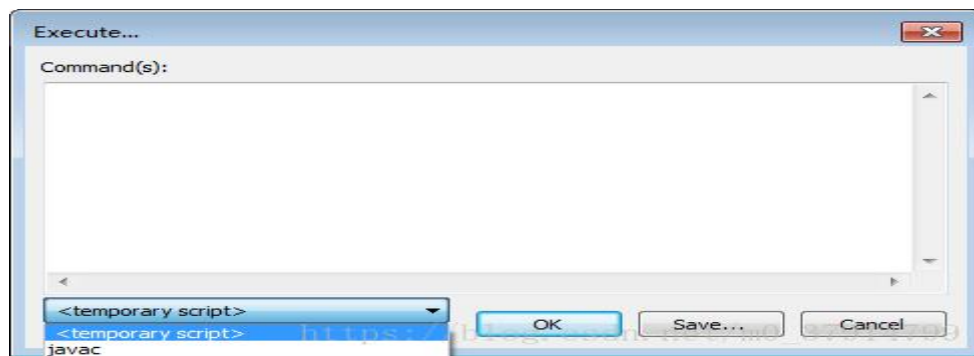 Execute...
Command(s):
<temporary script>
<temporary script>
javac
OK
Save...
Cancel